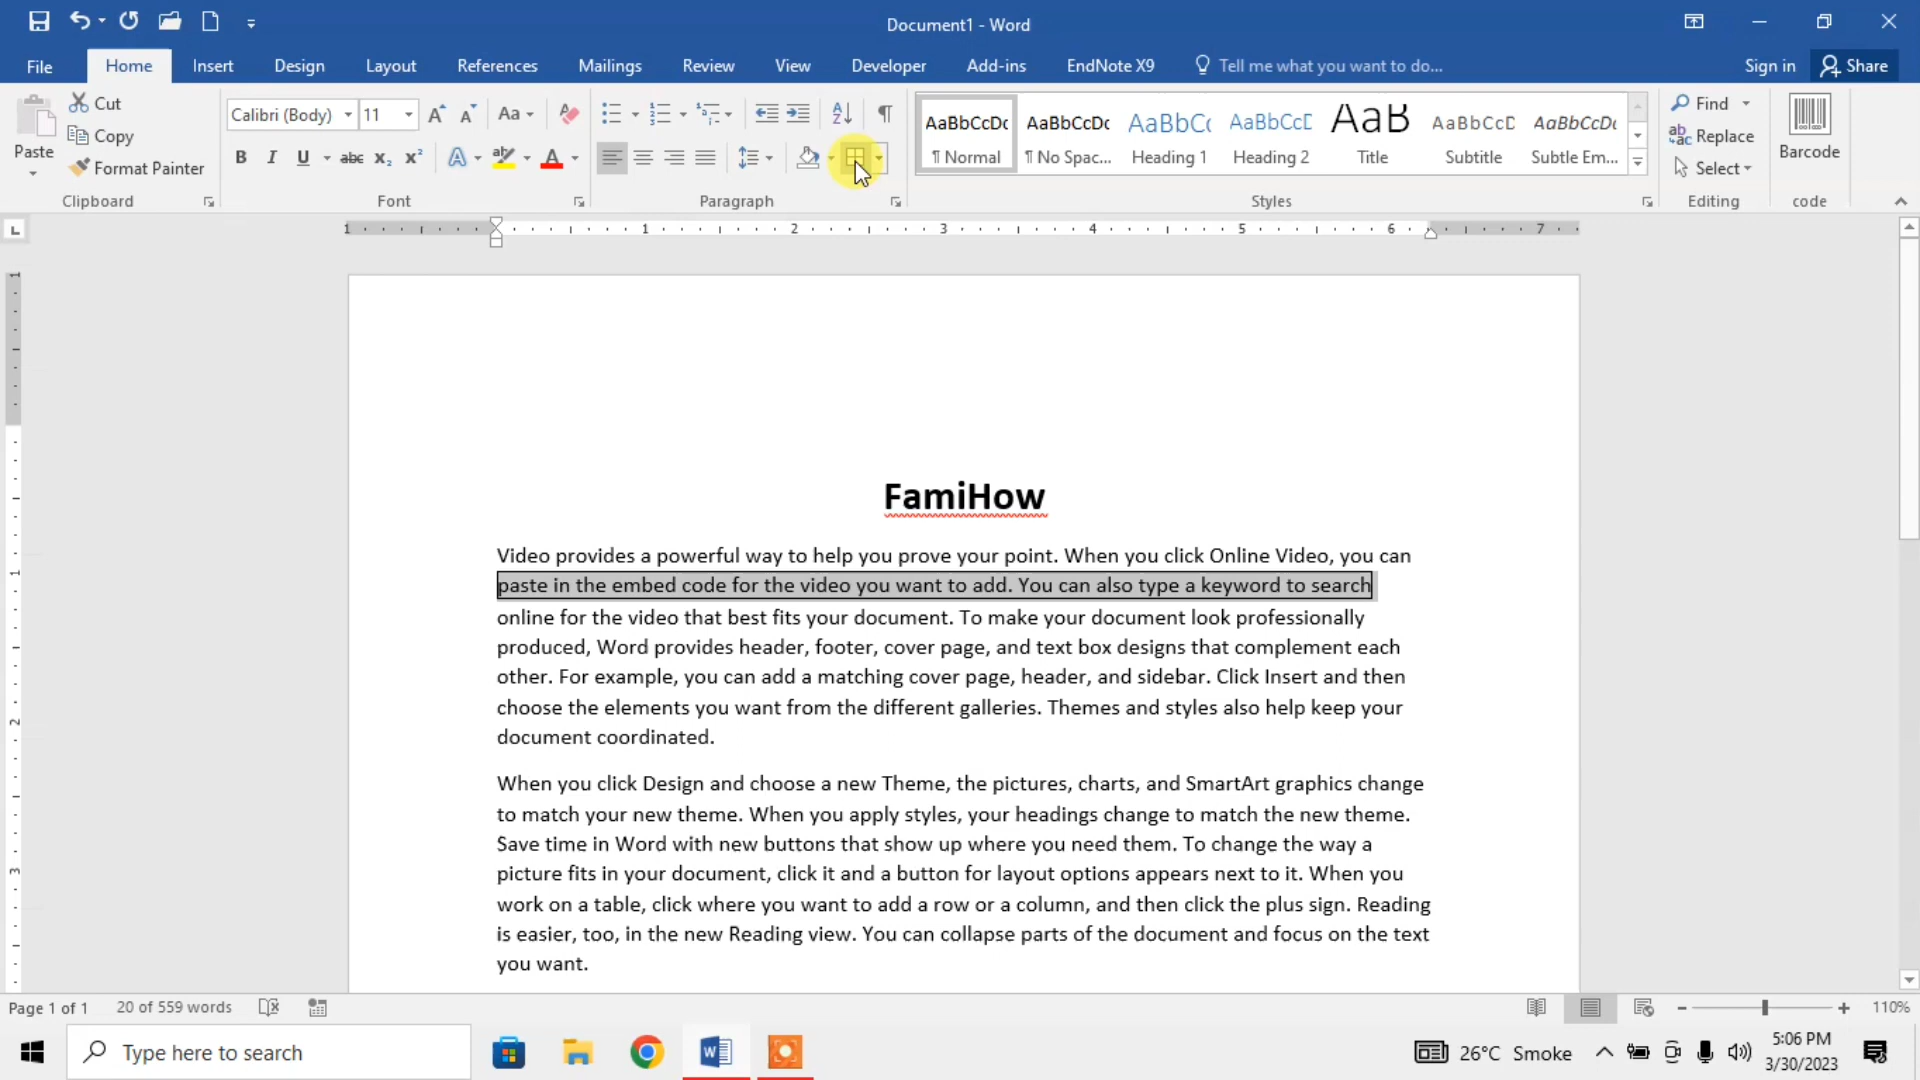 Document1 - Word
File Home Insert Design Layout References Mailings Review View Developer Add-ins EndNote X9 Tell me what you want to do... Sign in Share
Paste
Cut
Copy
Format Painter
Clipboard
Calibri (Body) 11
Font
Paragraph
AaBbCcDc AaBbCcDc AaBbC AaBbCcD AaB AaBbCcD AaBbCcDc
¶ Normal ¶ No Spac... Heading 1 Heading 2 Title Subtitle Subtle Em...
Styles
Find
Replace
Select
Editing
Barcode
code
1 1 2 3 4 5 6 7
1
1
2
3
FamiHow
Video provides a powerful way to help you prove your point. When you click Online Video, you can
paste in the embed code for the video you want to add. You can also type a keyword to search
online for the video that best fits your document. To make your document look professionally
produced, Word provides header, footer, cover page, and text box designs that complement each
other. For example, you can add a matching cover page, header, and sidebar. Click Insert and then
choose the elements you want from the different galleries. Themes and styles also help keep your
document coordinated.
When you click Design and choose a new Theme, the pictures, charts, and SmartArt graphics change
to match your new theme. When you apply styles, your headings change to match the new theme.
Save time in Word with new buttons that show up where you need them. To change the way a
picture fits in your document, click it and a button for layout options appears next to it. When you
work on a table, click where you want to add a row or a column, and then click the plus sign. Reading
is easier, too, in the new Reading view. You can collapse parts of the document and focus on the text
you want.
Page 1 of 1 20 of 559 words 110%
Type here to search
26°C Smoke
5:06 PM
3/30/2023